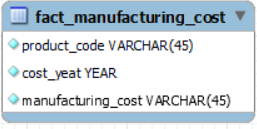 fact_manufacturing_cost
product_code VARCHAR(45)
cost_yeat YEAR
manufacturing_cost VARCHAR(45)